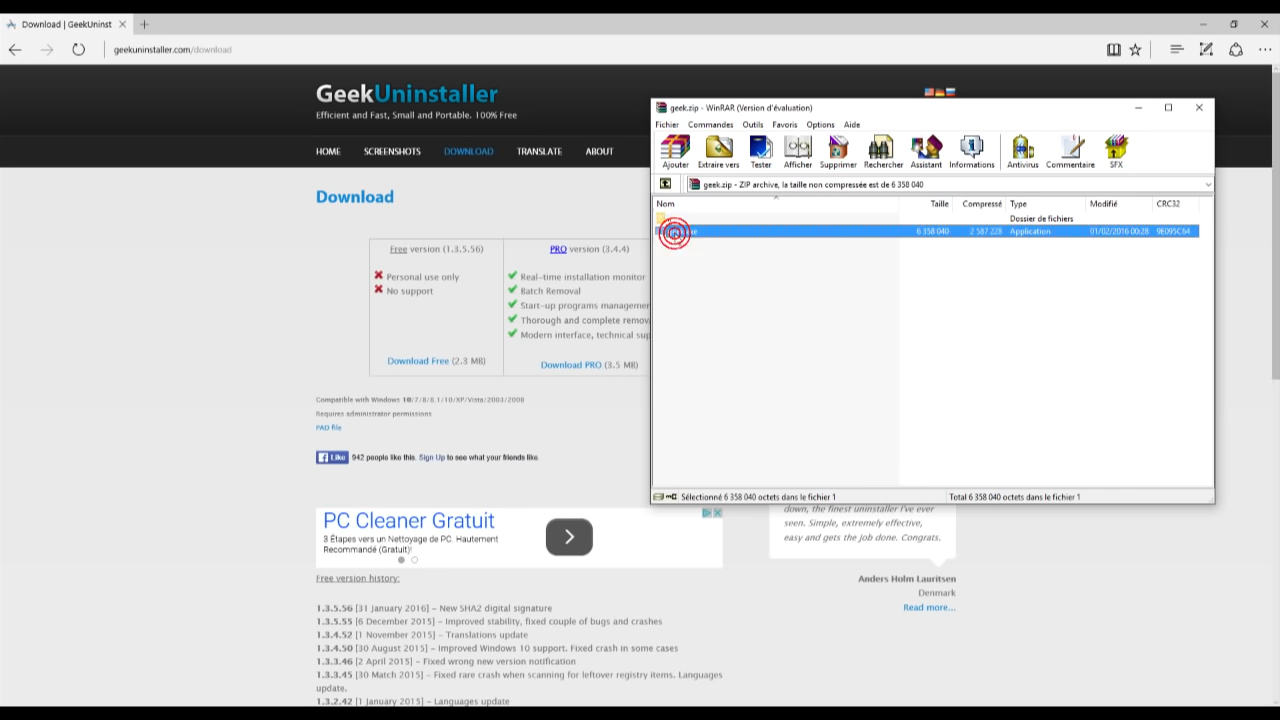 Download | GeekUninst
geekuninstaller.com/download
GeekUninstaller
Efficient and Fast, Small and Portable. 100% Free
HOME SCREENSHOTS DOWNLOAD TRANSLATE ABOUT
Download
Free version (1.3.5.56)
Personal use only
No support
Download Free (2.3 MB)
PRO version (3.4.4)
Real-time installation monitor
Batch Removal
Start-up programs managemen
Thorough and complete remov
Modern interface, technical sup
Download PRO (3.5 MB)
Compatible with Windows 10/7/8/8.1/10/XP/Vista/2003/2008
Requires administrator permissions
PAD file
Like 942 people like this. Sign Up to see what your friends like.
PC Cleaner Gratuit
3 Étapes vers un Nettoyage de PC. Hautement
Recommandé (Gratuit)!
Free version history:
1.3.5.56 [31 January 2016] – New SHA2 digital signature
1.3.5.55 [6 December 2015] – Improved stability, fixed couple of bugs and crashes
1.3.4.52 [1 November 2015] – Translations update
1.3.4.50 [30 August 2015] – Improved Windows 10 support. Fixed crash in some cases
1.3.3.46 [2 April 2015] – Fixed wrong new version notification
1.3.3.45 [30 Match 2015] – Fixed rare crash when scanning for leftover registry items. Languages
update.
1.3.2.42 [1 January 2015] – Languages update
geek.zip - WinRAR (Version d'évaluation)
Fichier Commandes Outils Favoris Options Aide
Ajouter Extraire vers Tester Afficher Supprimer Rechercher Assistant Informations Antivirus Commentaire SFX
geek.zip - ZIP archive, la taille non compressée est de 6 358 040
Nom Taille Compressé Type Modifié CRC32
Dossier de fichiers
6 358 040 2 587 228 Application 01/02/2016 00:28 9E095C64
Sélectionné 6 358 040 octets dans le fichier 1
Total 6 358 040 octets dans le fichier 1
down, the finest uninstaller I've ever
seen. Simple, extremely effective,
easy and gets the job done. Congrats.
Anders Holm Lauritsen
Denmark
Read more...